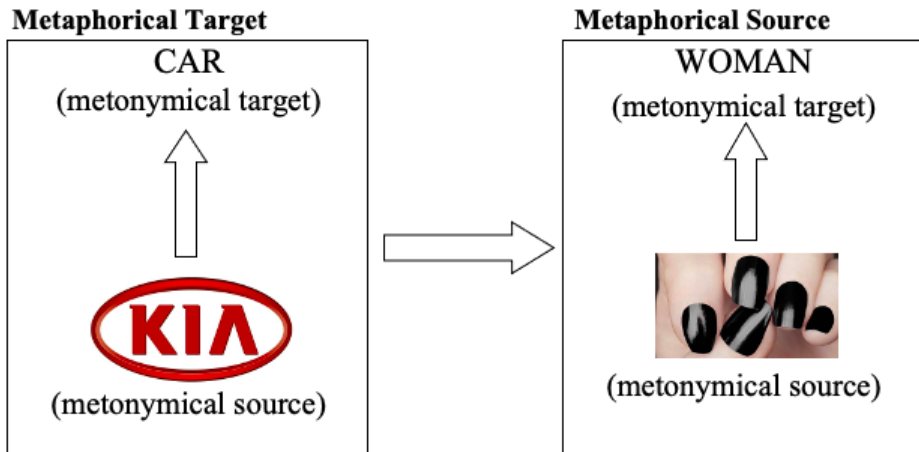 Metaphorical Target
CAR
(metonymical target)
KIA
(metonymical source)
Metaphorical Source
WOMAN
(metonymical target)
(metonymical source)